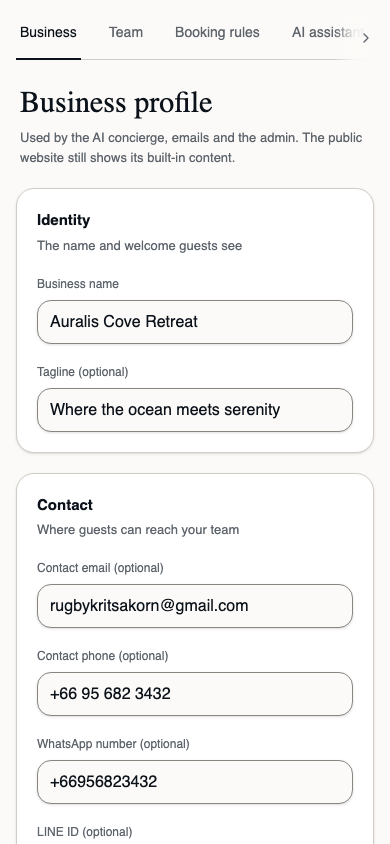 Business Team Booking rules AI assistan
Business profile
Used by the AI concierge, emails and the admin. The public
website still shows its built-in content.
Identity
The name and welcome guests see
Business name
Auralis Cove Retreat
Tagline (optional)
Where the ocean meets serenity
Contact
Where guests can reach your team
Contact email (optional)
rugbykritsakorn@gmail.com
Contact phone (optional)
+66 95 682 3432
WhatsApp number (optional)
+66956823432
LINE ID (optional)